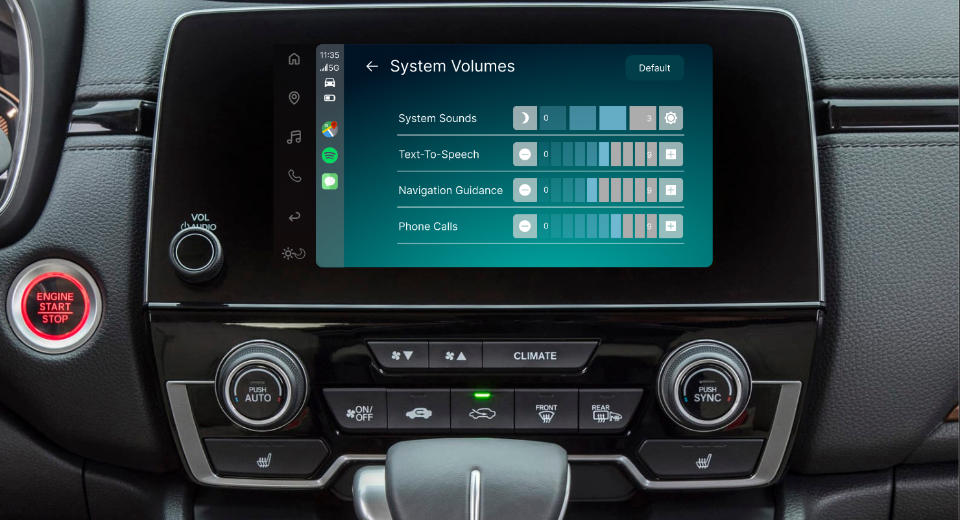 11:35
5G
System Volumes
Default
System Sounds
0
3
Text-To-Speech
0
9
Navigation Guidance
0
9
Phone Calls
0
9
VOL
AUDIO
ENGINE
START
STOP
CLIMATE
PUSH
AUTO
ON/
OFF
FRONT
REAR
PUSH
SYNC